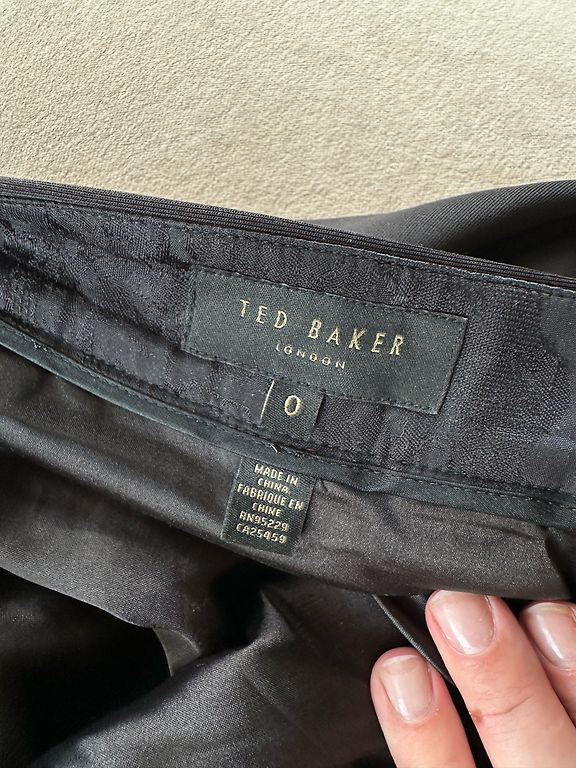 TED BAKER
LONDON
0
MADE IN
CHINA
FABRIQUE EN
CHINE
RN95229
CA25459